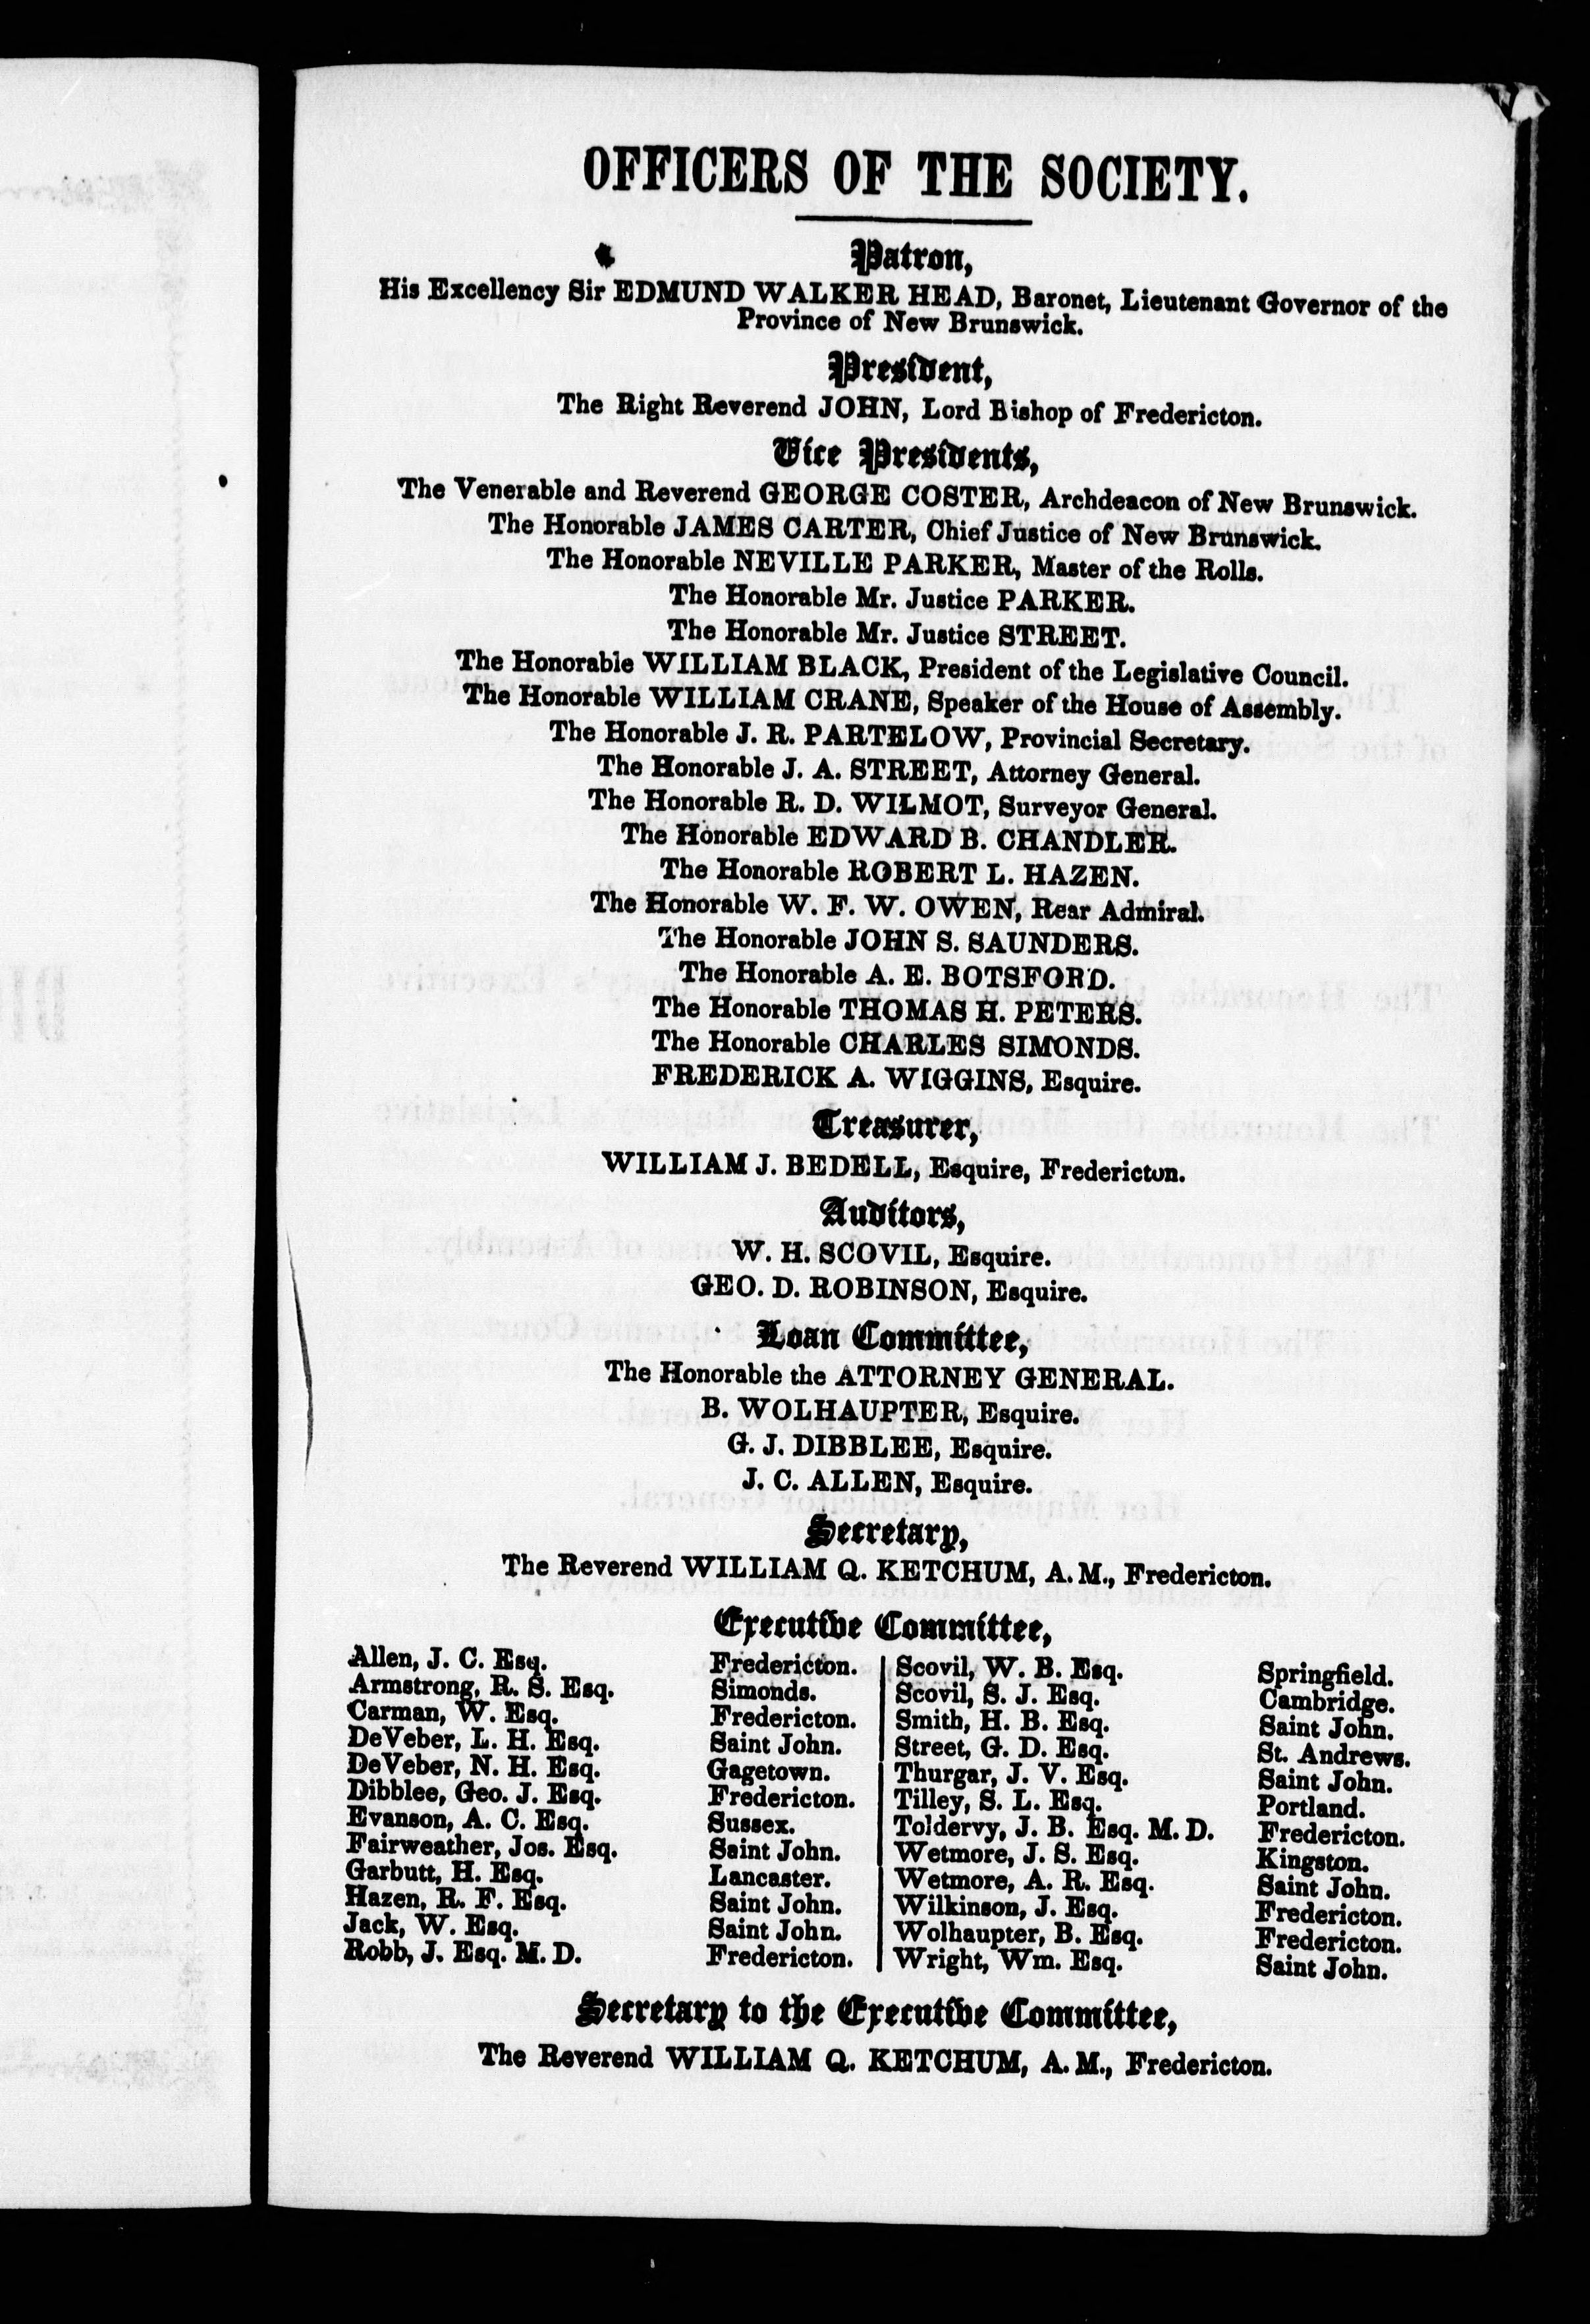 OFFICERS OF THE SOCIETY.
Patron,
His Excellency Sir EDMUND WALKER HEAD, Baronet, Lieutenant Governor of the
Province of New Brunswick.
President,
The Right Reverend JOHN, Lord Bishop of Fredericton.
Vice Presidents,
The Venerable and Reverend GEORGE COSTER, Archdeacon of New Brunswick.
The Honorable JAMES CARTER, Chief Justice of New Brunswick.
The Honorable NEVILLE PARKER, Master of the Rolls.
The Honorable Mr. Justice PARKER.
The Honorable Mr. Justice STREET.
The Honorable WILLIAM BLACK, President of the Legislative Council.
The Honorable WILLIAM CRANE, Speaker of the House of Assembly.
The Honorable J. R. PARTELOW, Provincial Secretary.
The Honorable J. A. STREET, Attorney General.
The Honorable R. D. WILMOT, Surveyor General.
The Honorable EDWARD B. CHANDLER.
The Honorable ROBERT L. HAZEN.
The Honorable W. F. W. OWEN, Rear Admiral.
The Honorable JOHN S. SAUNDERS.
The Honorable A. E. BOTSFORD.
The Honorable THOMAS H. PETERS.
The Honorable CHARLES SIMONDS.
FREDERICK A. WIGGINS, Esquire.
Treasurer,
WILLIAM J. BEDELL, Esquire, Fredericton.
Auditors,
W. H. SCOVIL, Esquire.
GEO. D. ROBINSON, Esquire.
Loan Committee,
The Honorable the ATTORNEY GENERAL.
B. WOLHAUPTER, Esquire.
G. J. DIBBLEE, Esquire.
J. C. ALLEN, Esquire.
Secretary,
The Reverend WILLIAM Q. KETCHUM, A. M., Fredericton.
Executive Committee,
Allen, J. C. Esq. Fredericton.
Armstrong, R. S. Esq. Simonds.
Carman, W. Esq. Fredericton.
DeVeber, L. H. Esq. Saint John.
DeVeber, N. H. Esq. Gagetown.
Dibblee, Geo. J. Esq. Fredericton.
Evanson, A. C. Esq. Sussex.
Fairweather, Jos. Esq. Saint John.
Garbutt, H. Esq. Lancaster.
Hazen, R. F. Esq. Saint John.
Jack, W. Esq. Saint John.
Robb, J. Esq. M. D. Fredericton.
Scovil, W. B. Esq. Springfield.
Scovil, S. J. Esq. Cambridge.
Smith, H. B. Esq. Saint John.
Street, G. D. Esq. St. Andrews.
Thurgar, J. V. Esq. Saint John.
Tilley, S. L. Esq. Portland.
Toldervy, J. B. Esq. M. D. Fredericton.
Wetmore, J. S. Esq. Kingston.
Wetmore, A. R. Esq. Saint John.
Wilkinson, J. Esq. Fredericton.
Wolhaupter, B. Esq. Fredericton.
Wright, Wm. Esq. Saint John.
Secretary to the Executive Committee,
The Reverend WILLIAM Q. KETCHUM, A. M., Fredericton.